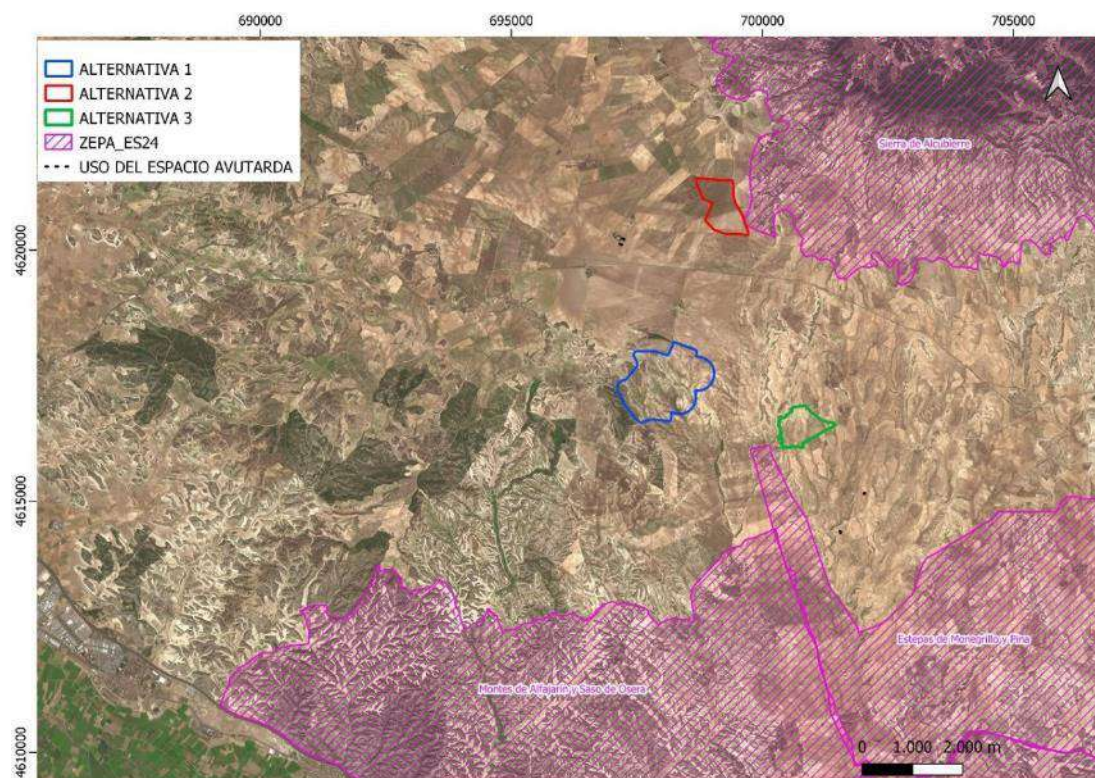 690000 695000 700000 705000
ALTERNATIVA 1
ALTERNATIVA 2
ALTERNATIVA 3
ZEPA_ES24
USO DEL ESPACIO AVUTARDA
Sierra de Alcubierre
4620000
4615000
Estepas de Monegrillo y Pina
Montes de Alfajarín y Saso de Osera
4610000
0 1.000 2.000 m